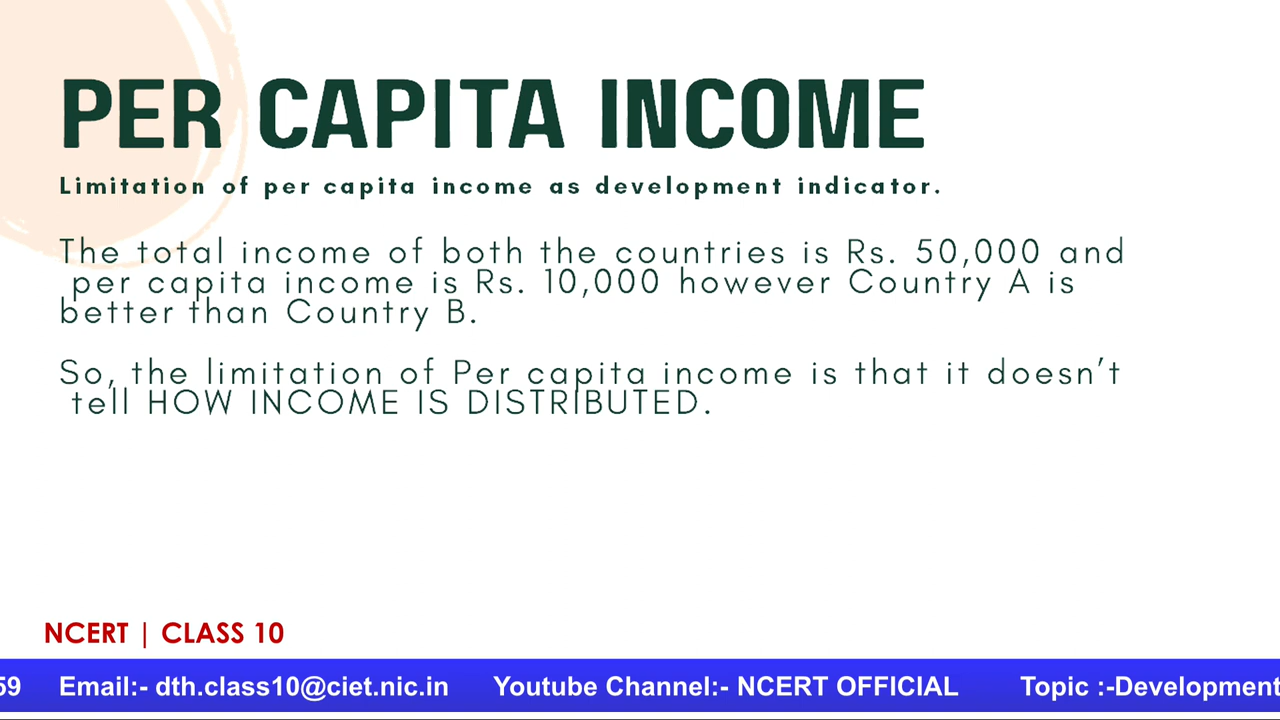 PER CAPITA INCOME
Limitation of per capita income as development indicator.
The total income of both the countries is Rs. 50,000 and
per capita income is Rs. 10,000 however Country A is
better than Country B.
So, the limitation of Per capita income is that it doesn’t
tell HOW INCOME IS DISTRIBUTED.
NCERT | CLASS 10
59 Email:- dth.class10@ciet.nic.in Youtube Channel:- NCERT OFFICIAL Topic :-Development